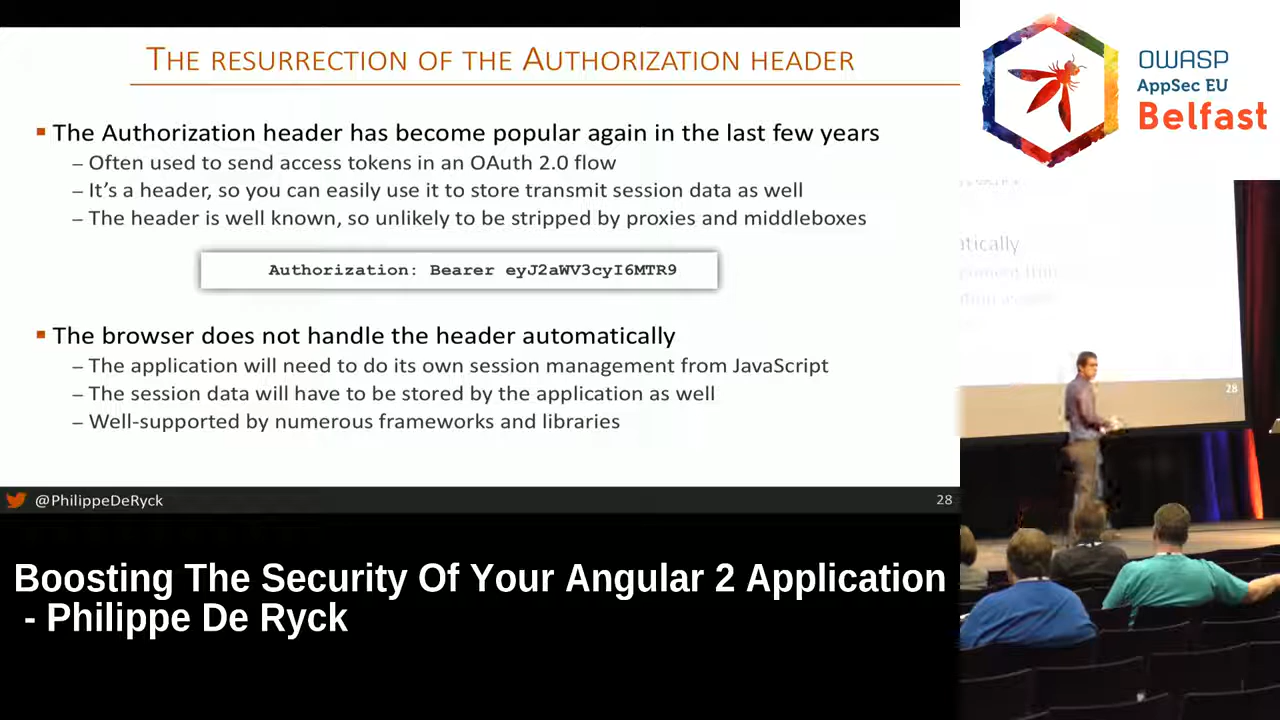 THE RESURRECTION OF THE AUTHORIZATION HEADER
▪ The Authorization header has become popular again in the last few years
– Often used to send access tokens in an OAuth 2.0 flow
– It's a header, so you can easily use it to store transmit session data as well
– The header is well known, so unlikely to be stripped by proxies and middleboxes
Authorization: Bearer eyJ2aWV3cyI6MTR9
▪ The browser does not handle the header automatically
– The application will need to do its own session management from JavaScript
– The session data will have to be stored by the application as well
– Well-supported by numerous frameworks and libraries
@PhilippeDeRyck
28
OWASP
AppSec EU
Belfast
atically
28
Boosting The Security Of Your Angular 2 Application
- Philippe De Ryck